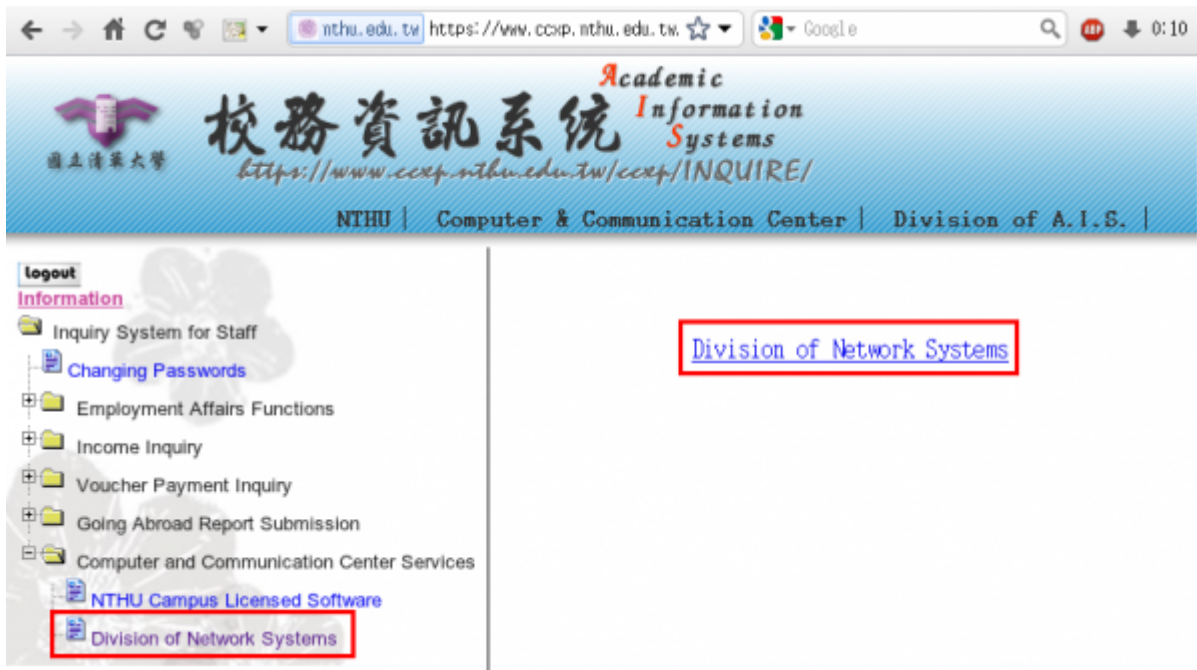 nthu.edu.tw https://www.ccxp.nthu.edu.tw. Google 0:10
Academic
Information
Systems
校務資訊系統
國立清華大學
https://www.ccxp.nthu.edu.tw/ccxp/INQUIRE/
NTHU | Computer & Communication Center | Division of A.I.S. |
logout
Information
Inquiry System for Staff
Changing Passwords
Employment Affairs Functions
Income Inquiry
Voucher Payment Inquiry
Going Abroad Report Submission
Computer and Communication Center Services
NTHU Campus Licensed Software
Division of Network Systems
Division of Network Systems